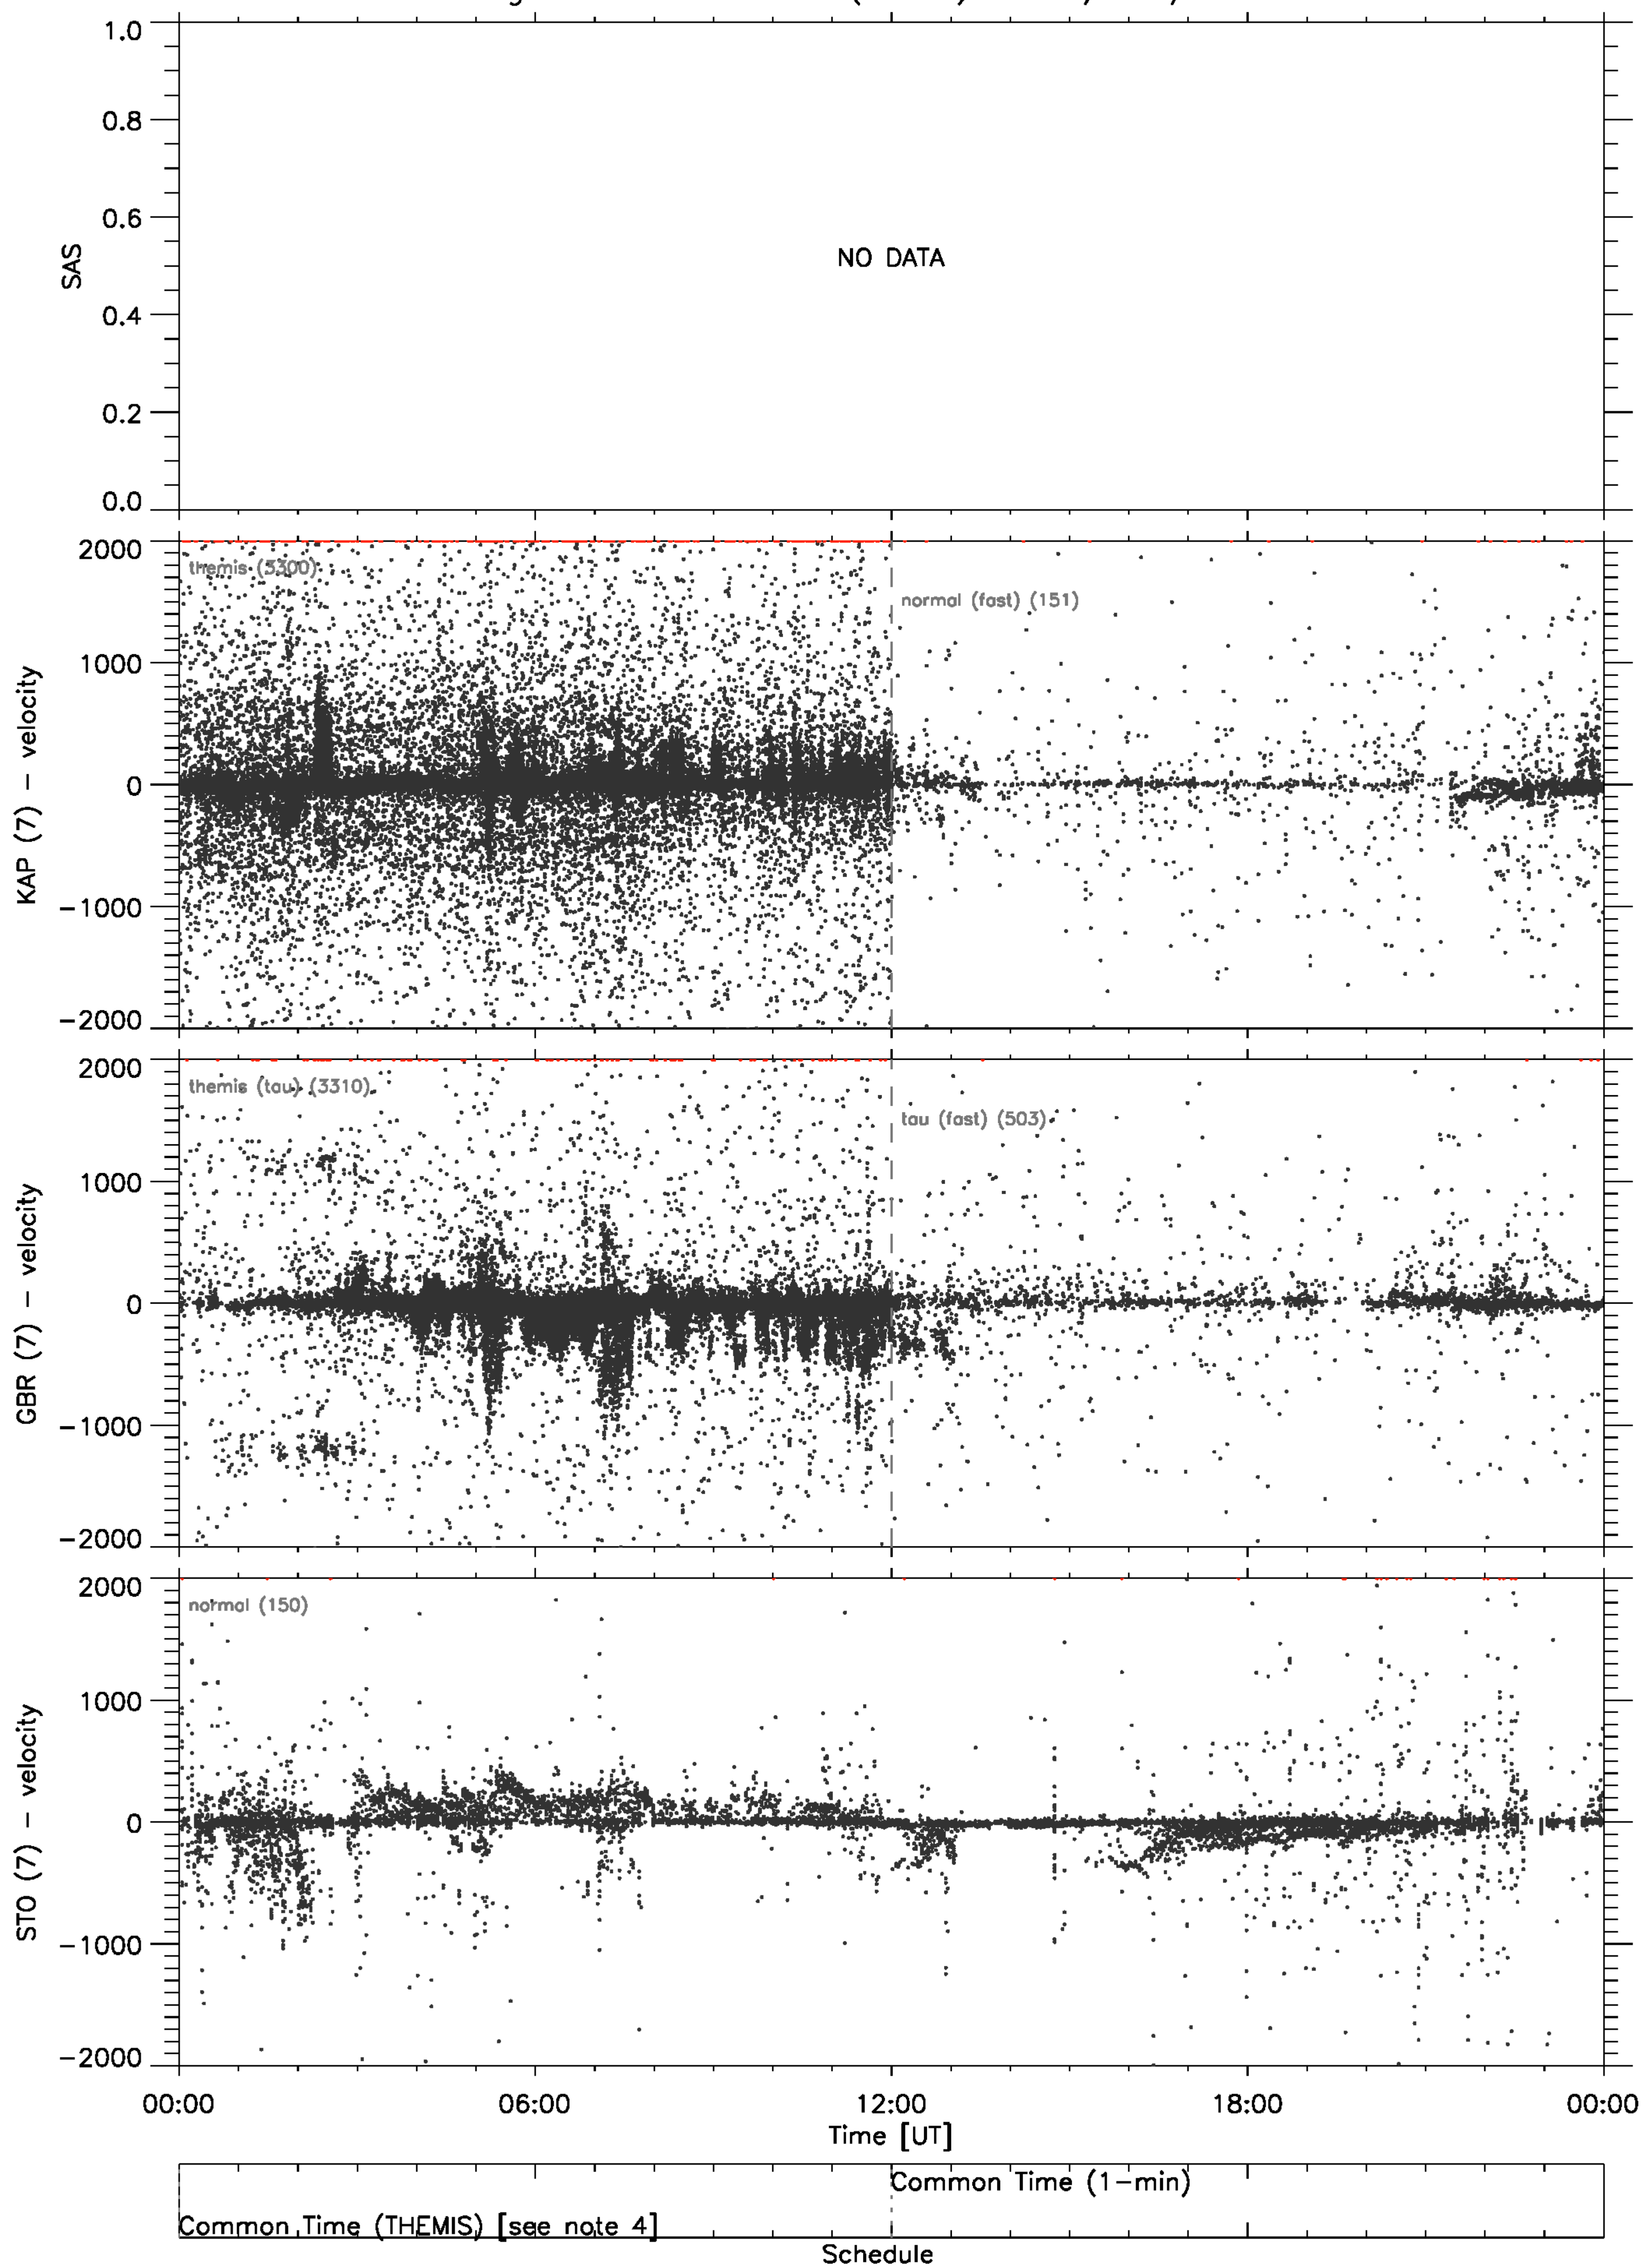 1.0
0.8
0.6
0.4
0.2
0.0
SAS
NO DATA
2000
1000
0
-1000
-2000
KAP (7) - velocity
themis (3300)
normal (fast) (151)
2000
1000
0
-1000
-2000
GBR (7) - velocity
themis (tau) (3310)
tau (fast) (503)
2000
1000
0
-1000
-2000
STO (7) - velocity
normal (150)
00:00 06:00 12:00 18:00 00:00
Time [UT]
Common Time (1-min)
Common Time (THEMIS) [see note 4]
Schedule